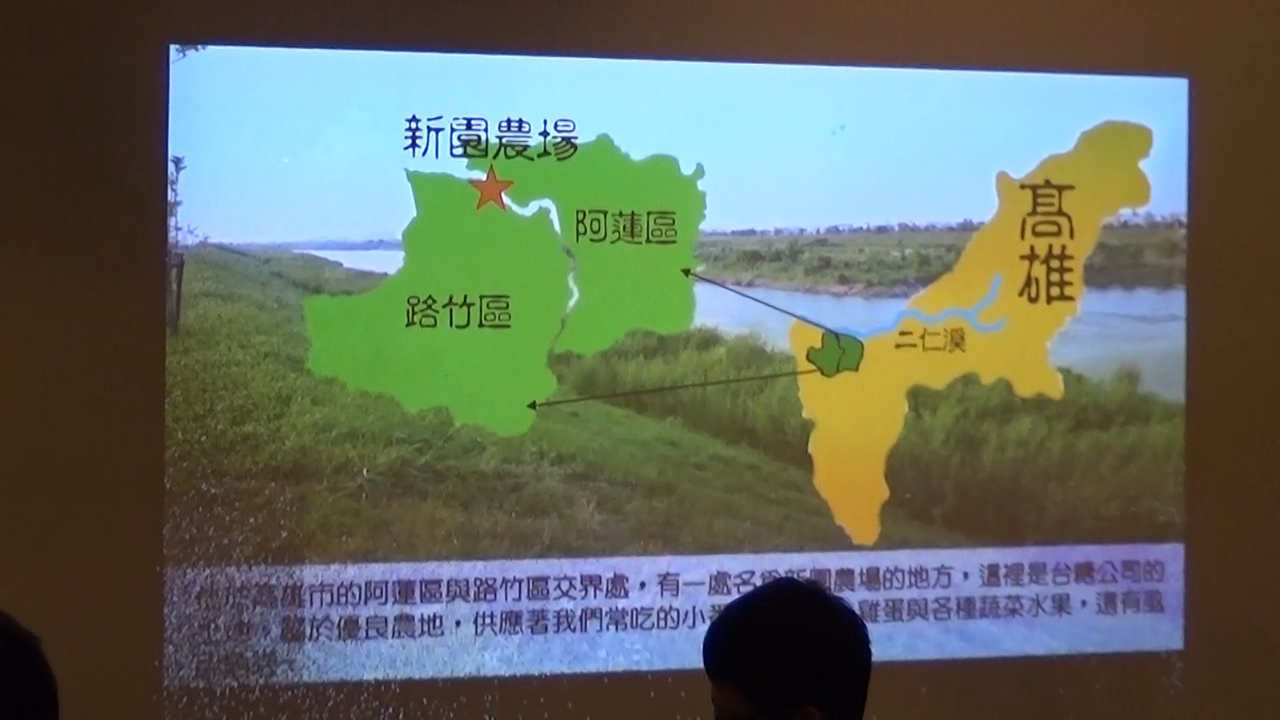 新園農場
阿蓮區
路竹區
高雄
二仁溪
高雄市的阿蓮區與路竹區交界處，有一處名為新園農場的地方，這裡是台糖公司的
屬於優良農地，供應著我們常吃的小 雞蛋與各種蔬菜水果，還有